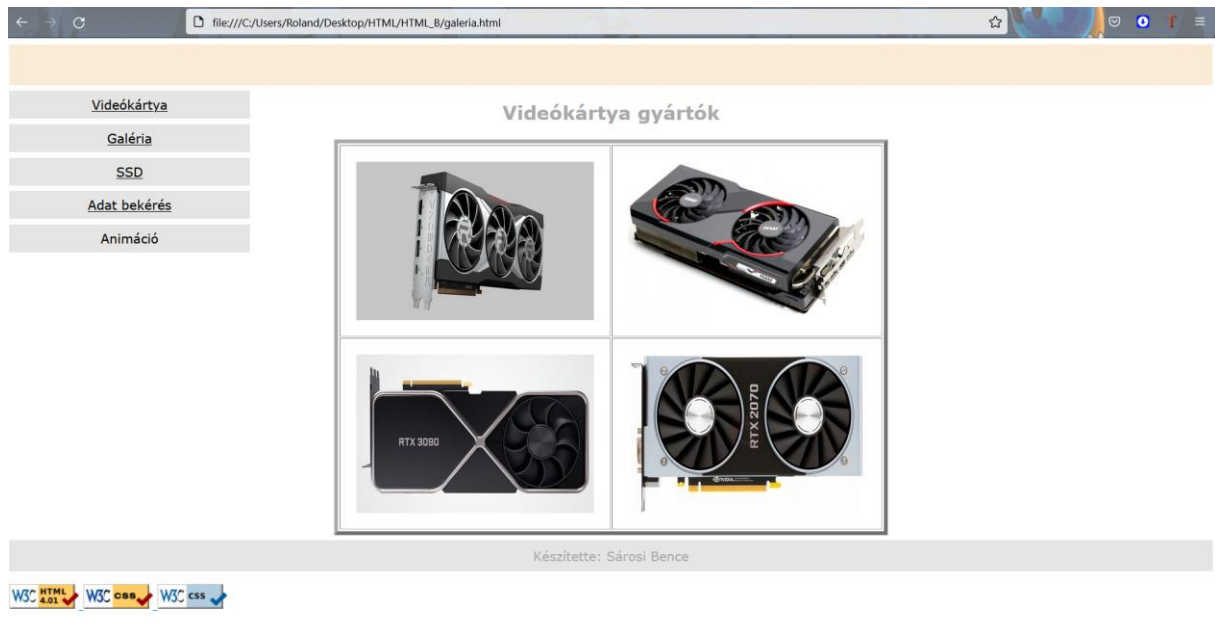 file:///C:/Users/Roland/Desktop/HTML/HTML_B/galeria.html
Videókártya
Galéria
SSD
Adat bekérés
Animáció
Videókártya gyártók
RTX 3090
RTX 2070
NVIDIA
Készítette: Sárosi Bence
W3C HTML 4.01
W3C css
W3C css